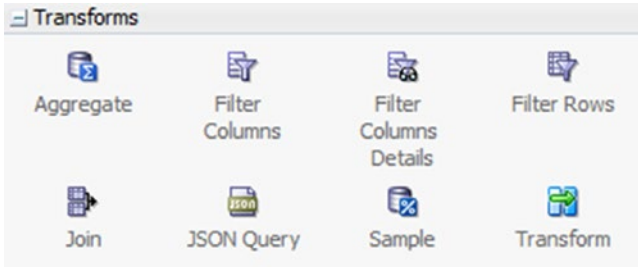 Transforms
Aggregate
Filter
Columns
Filter
Columns
Details
Filter Rows
Join
JSON
JSON Query
Sample
Transform